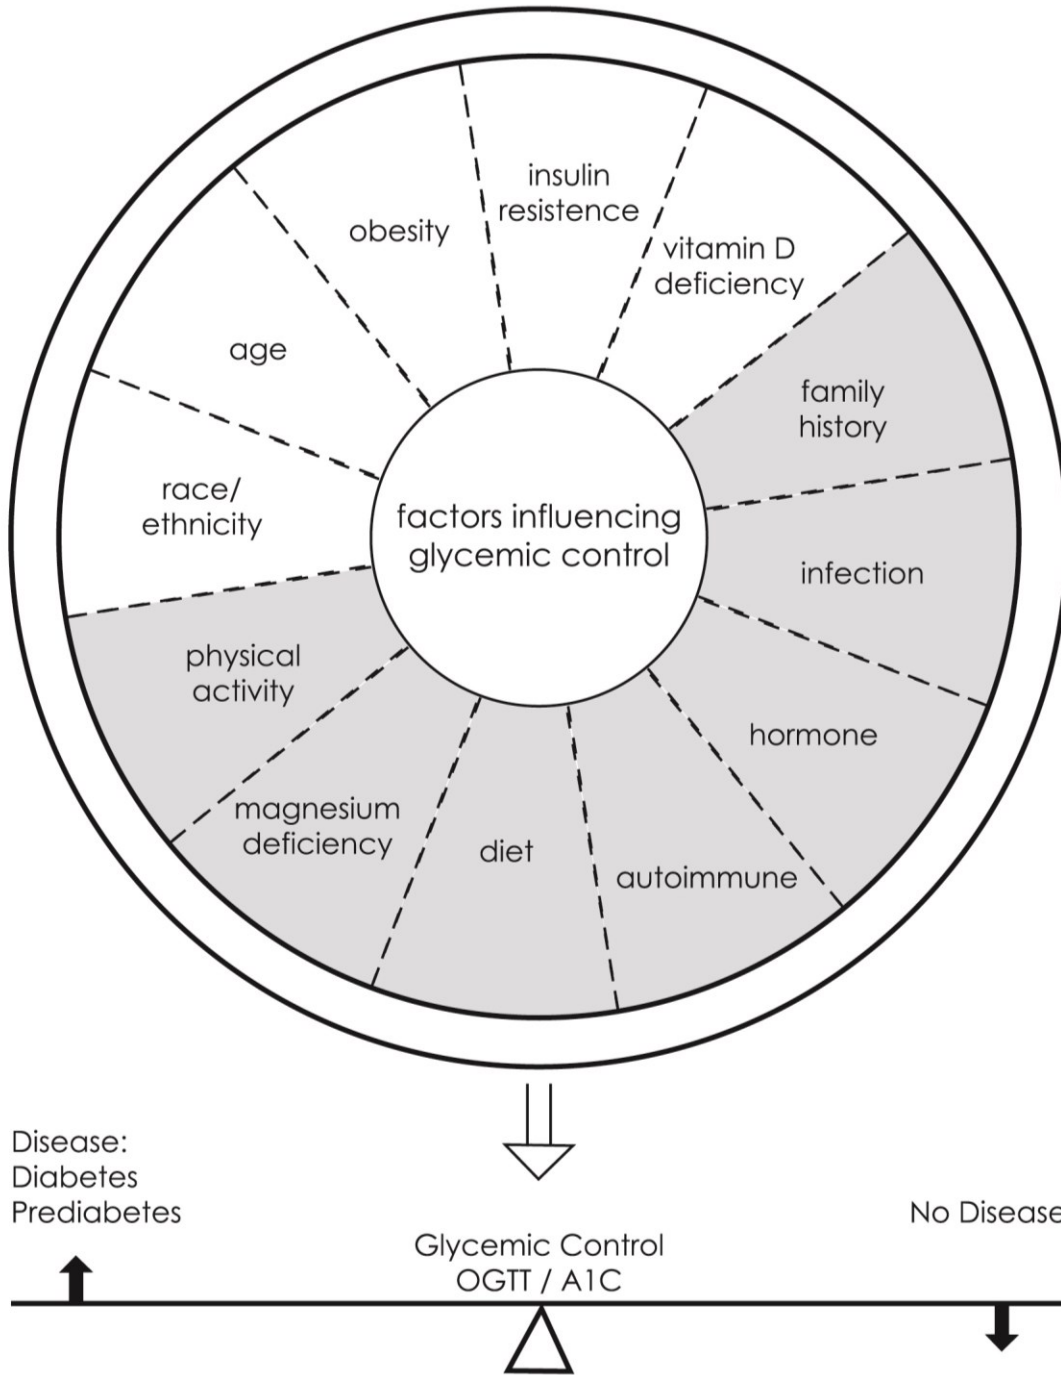 insulin
resistence
obesity
vitamin D
deficiency
age
family
history
race/
ethnicity
factors influencing
glycemic control
infection
physical
activity
hormone
magnesium
deficiency
diet
autoimmune
Disease:
Diabetes
Prediabetes
No Disease
Glycemic Control
OGTT / A1C